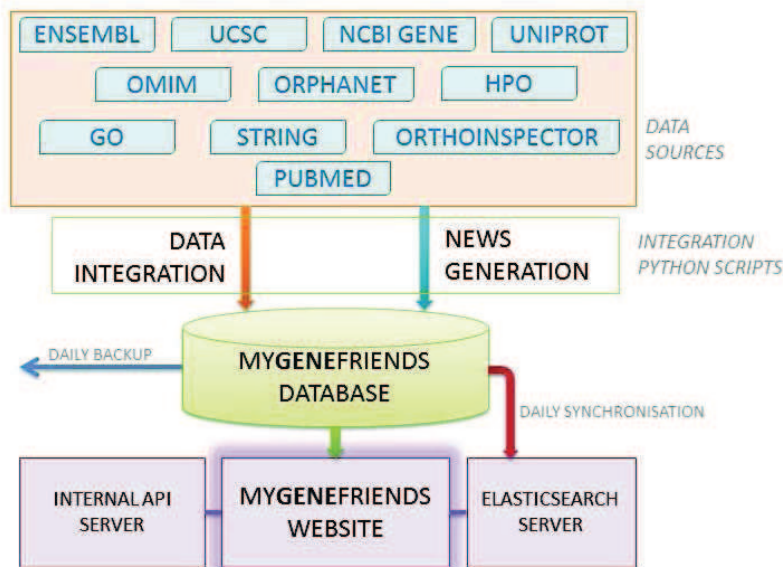 ENSEMBL
UCSC
NCBI GENE
UNIPROT
OMIM
ORPHANET
HPO
GO
STRING
ORTHOINSPECTOR
PUBMED
DATA
SOURCES
DATA
INTEGRATION
NEWS
GENERATION
INTEGRATION
PYTHON SCRIPTS
DAILY BACKUP
MYGENEFRIENDS
DATABASE
DAILY SYNCHRONISATION
INTERNAL API
SERVER
MYGENEFRIENDS
WEBSITE
ELASTICSEARCH
SERVER